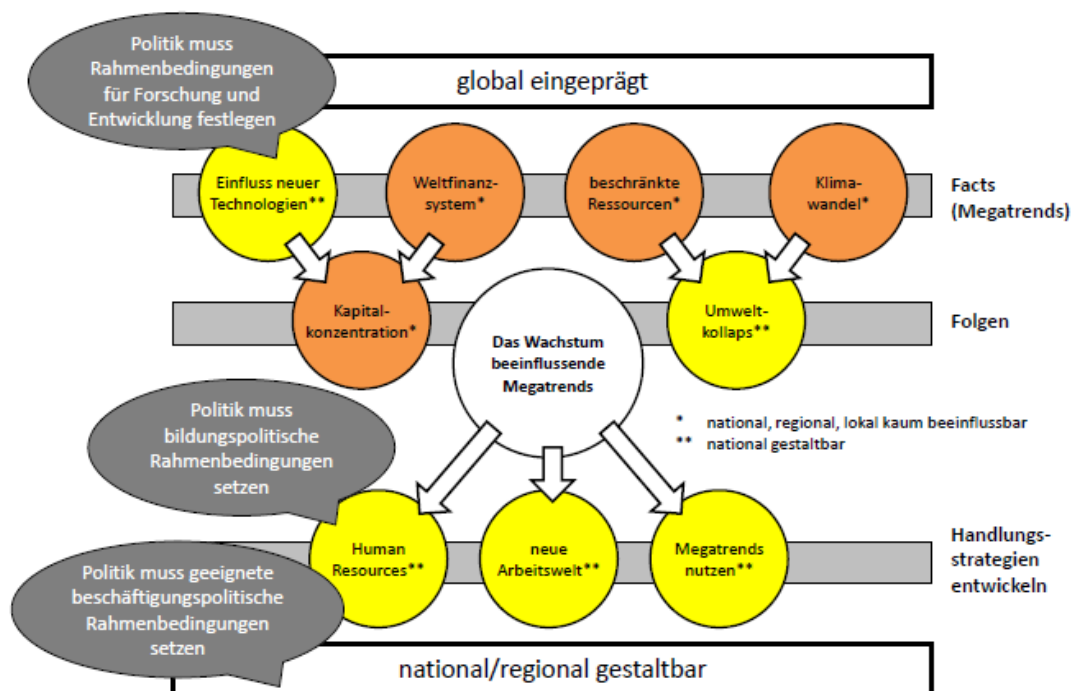 Politik muss
Rahmenbedingungen
für Forschung und
Entwicklung festlegen
global eingeprägt
Einfluss neuer
Technologien**
Weltfinanz-
system*
beschränkte
Ressourcen*
Klima-
wandel*
Facts
(Megatrends)
Kapital-
konzentration*
Das Wachstum
beeinflussende
Megatrends
Umwelt-
kollaps**
Folgen
* national, regional, lokal kaum beeinflussbar
** national gestaltbar
Politik muss
bildungspolitische
Rahmenbedingungen
setzen
Human
Resources**
neue
Arbeitswelt**
Megatrends
nutzen**
Handlungs-
strategien
entwickeln
Politik muss geeignete
beschäftigungspolitische
Rahmenbedingungen
setzen
national/regional gestaltbar